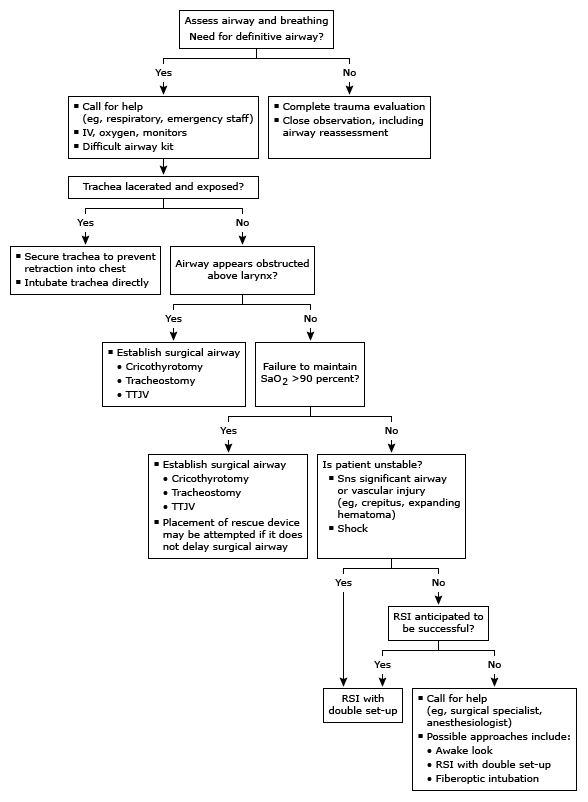 Assess airway and breathing
Need for definitive airway?
Yes
No
▪ Call for help
(eg, respiratory, emergency staff)
▪ IV, oxygen, monitors
▪ Difficult airway kit
▪ Complete trauma evaluation
▪ Close observation, including
airway reassessment
Trachea lacerated and exposed?
Yes
No
▪ Secure trachea to prevent
retraction into chest
▪ Intubate trachea directly
Airway appears obstructed
above larynx?
Yes
No
▪ Establish surgical airway
• Cricothyrotomy
• Tracheostomy
• TTJV
Failure to maintain
SaO2 >90 percent?
Yes
No
▪ Establish surgical airway
• Cricothyrotomy
• Tracheostomy
• TTJV
▪ Placement of rescue device
may be attempted if it does
not delay surgical airway
Is patient unstable?
▪ Sns significant airway
or vascular injury
(eg, crepitus, expanding
hematoma)
▪ Shock
Yes
No
RSI anticipated to
be successful?
Yes
No
RSI with
double set-up
▪ Call for help
(eg, surgical specialist,
anesthesiologist)
▪ Possible approaches include:
• Awake look
• RSI with double set-up
• Fiberoptic intubation